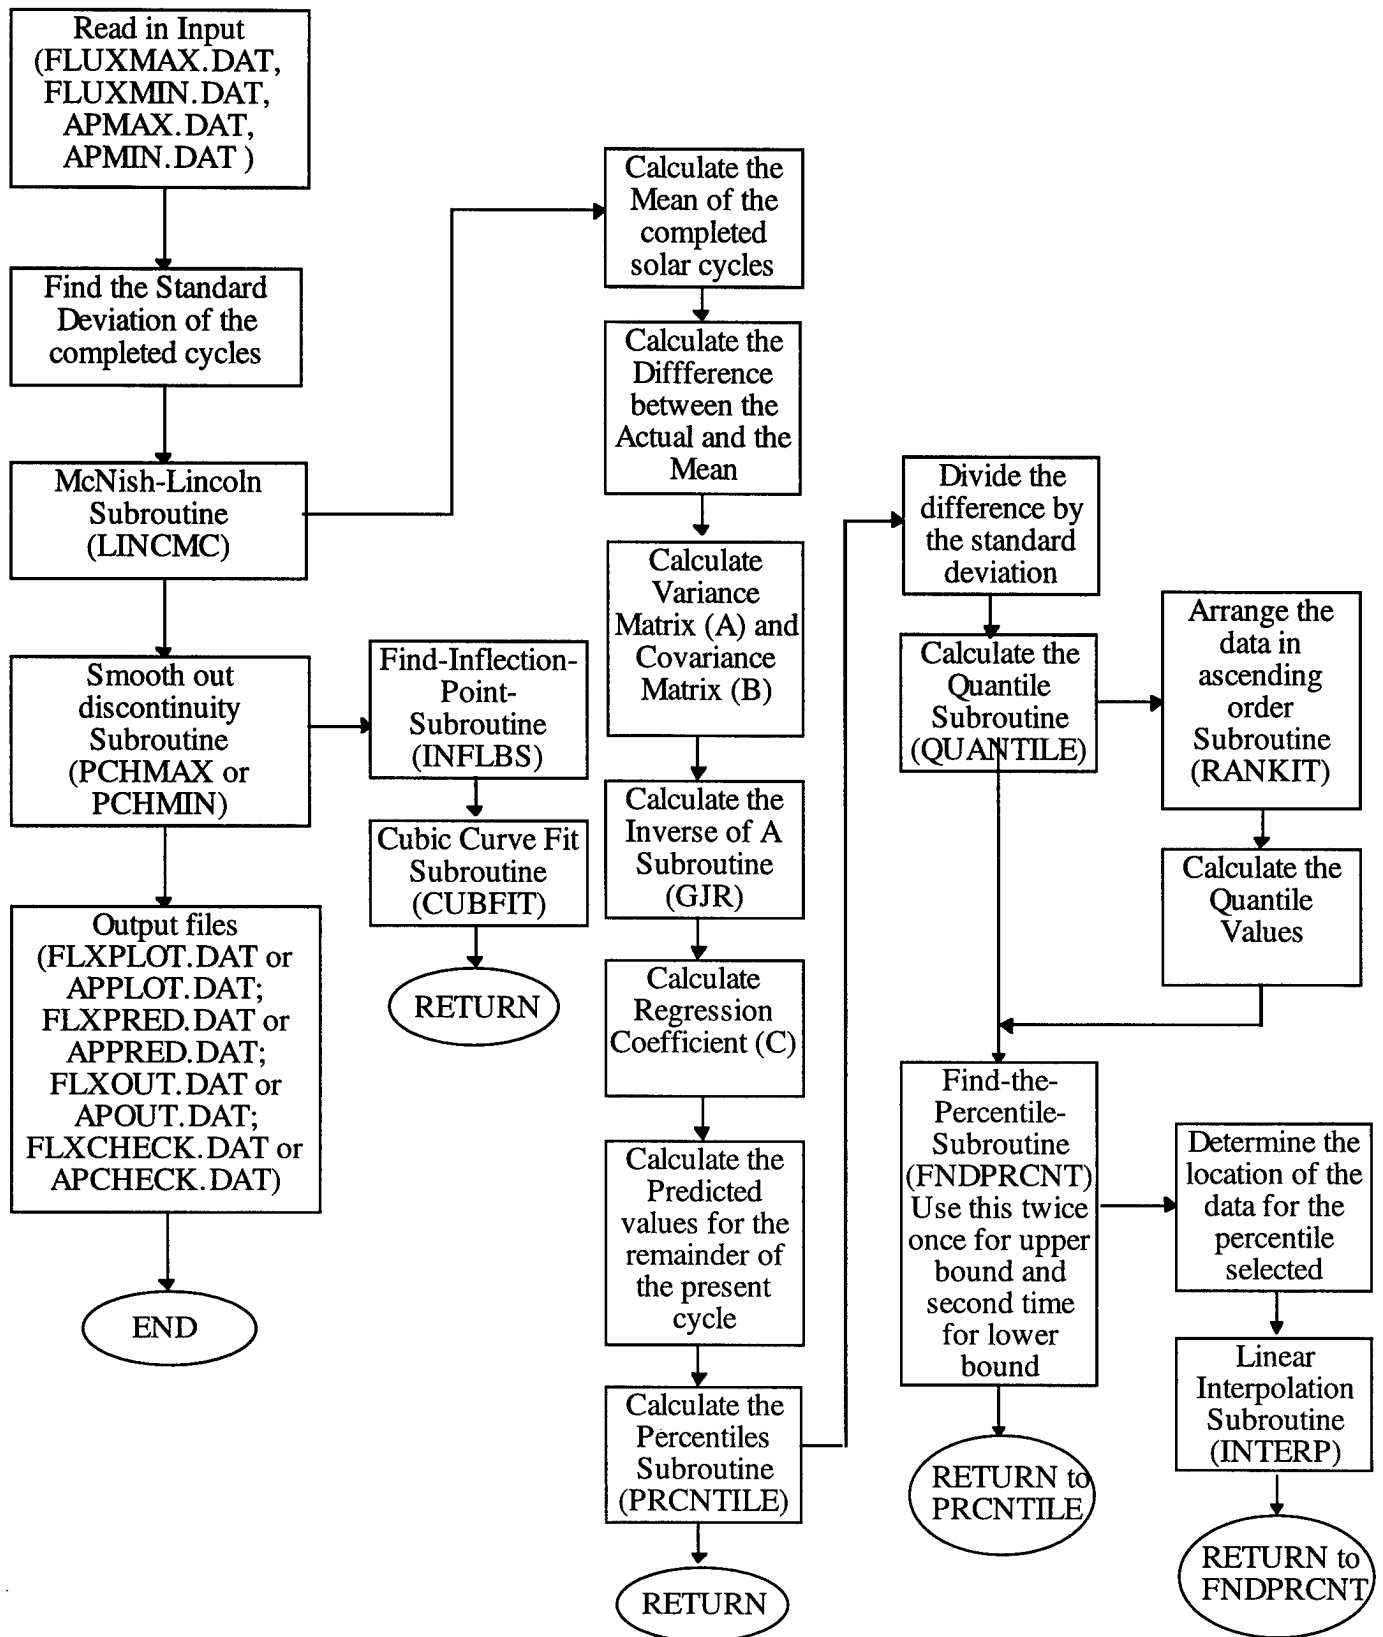 Read in Input
(FLUXMAX.DAT,
FLUXMIN.DAT,
APMAX.DAT,
APMIN.DAT )
Find the Standard
Deviation of the
completed cycles
McNish-Lincoln
Subroutine
(LINCMC)
Smooth out
discontinuity
Subroutine
(PCHMAX or
PCHMIN)
Output files
(FLXPLOT.DAT or
APPLOT.DAT;
FLXPRED.DAT or
APPRED.DAT;
FLXOUT.DAT or
APOUT.DAT;
FLXCHECK.DAT or
APCHECK.DAT)
END
Find-Inflection-
Point-
Subroutine
(INFLBS)
Cubic Curve Fit
Subroutine
(CUBFIT)
RETURN
Calculate the
Mean of the
completed
solar cycles
Calculate the
Diffference
between the
Actual and the
Mean
Calculate
Variance
Matrix (A) and
Covariance
Matrix (B)
Calculate the
Inverse of A
Subroutine
(GJR)
Calculate
Regression
Coefficient (C)
Calculate the
Predicted
values for the
remainder of
the present
cycle
Calculate the
Percentiles
Subroutine
(PRCNTILE)
RETURN
Divide the
difference by
the standard
deviation
Calculate the
Quantile
Subroutine
(QUANTILE)
Arrange the
data in
ascending
order
Subroutine
(RANKIT)
Calculate the
Quantile
Values
Find-the-
Percentile-
Subroutine
(FNDPRCNT)
Use this twice
once for upper
bound and
second time
for lower
bound
RETURN to
PRCNTILE
Determine the
location of the
data for the
percentile
selected
Linear
Interpolation
Subroutine
(INTERP)
RETURN to
FNDPRCNT